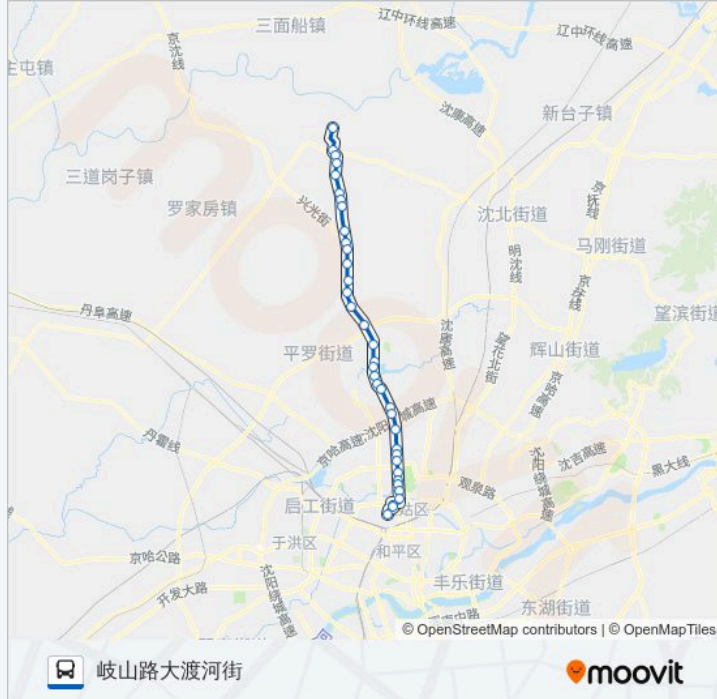 三面船镇
辽中环线高速
辽中环线高速
京沈线
主屯镇
沈康高速
新台子镇
三道岗子镇
罗家房镇
兴光街
京抚线
沈北街道
明沈线
马刚街道
京谷线
丹阜高速
望滨街道
沈康高速
望花北街
平罗街道
辉山街道
京哈高速
京哈高速,沈阳绕城高速
丹霍线
沈阳绕城高速
沈吉高速
黑大线
观泉路
启工街道
姑区
于洪区
和平区
京哈公路
沈阳绕城高速
开发大路
丰乐街道
东湖街道
© OpenStreetMap contributors | © OpenMapTiles
岐山路大渡河街
moovit